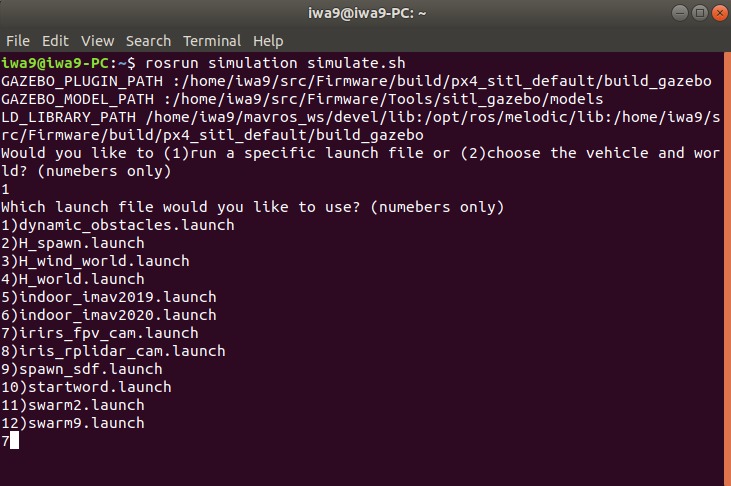 iwa9@iwa9-PC: ~
File Edit View Search Terminal Help
iwa9@iwa9-PC:~$ rosrun simulation simulate.sh
GAZEBO_PLUGIN_PATH :/home/iwa9/src/Firmware/build/px4_sitl_default/build_gazebo
GAZEBO_MODEL_PATH :/home/iwa9/src/Firmware/Tools/sitl_gazebo/models
LD_LIBRARY_PATH /home/iwa9/mavros_ws/devel/lib:/opt/ros/melodic/lib:/home/iwa9/s
rc/Firmware/build/px4_sitl_default/build_gazebo
Would you like to (1)run a specific launch file or (2)choose the vehicle and wor
ld? (numebers only)
1
Which launch file would you like to use? (numebers only)
1)dynamic_obstacles.launch
2)H_spawn.launch
3)H_wind_world.launch
4)H_world.launch
5)indoor_imav2019.launch
6)indoor_imav2020.launch
7)irirs_fpv_cam.launch
8)iris_rplidar_cam.launch
9)spawn_sdf.launch
10)startword.launch
11)swarm2.launch
12)swarm9.launch
7